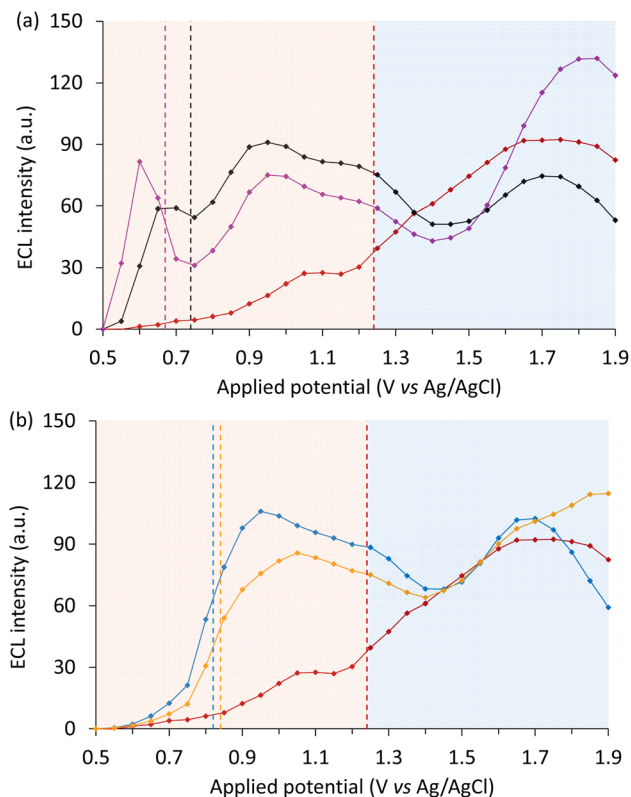 (a)
150
120
90
60
30
0
ECL intensity (a.u.)
0.5 0.7 0.9 1.1 1.3 1.5 1.7 1.9
Applied potential (V vs Ag/AgCl)
(b)
150
120
90
60
30
0
ECL intensity (a.u.)
0.5 0.7 0.9 1.1 1.3 1.5 1.7 1.9
Applied potential (V vs Ag/AgCl)